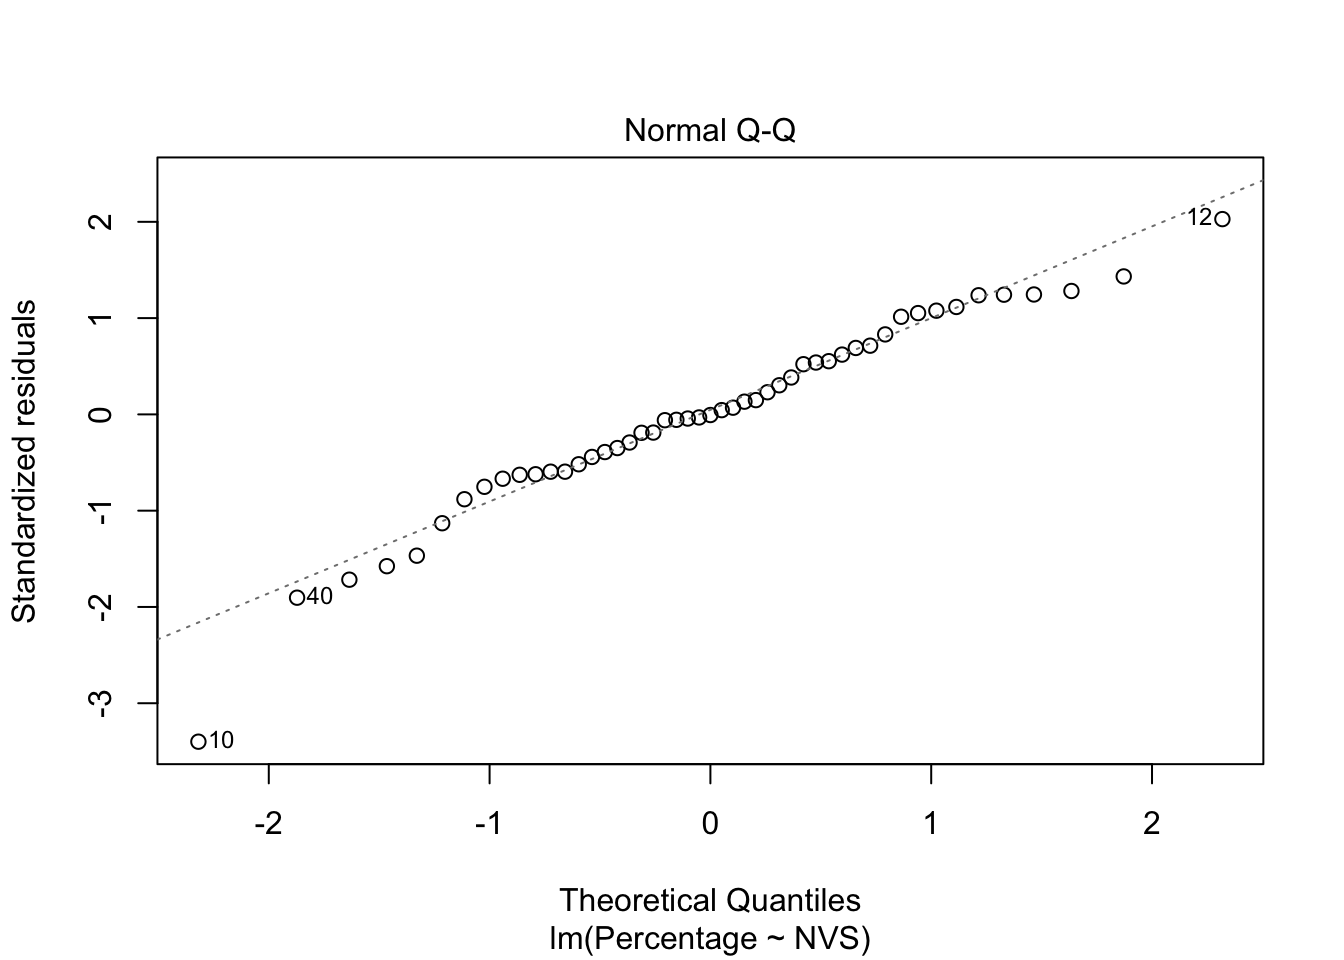 Normal Q-Q
Standardized residuals
2
1
0
-1
-2
-3
12
40
10
-2 -1 0 1 2
Theoretical Quantiles
lm(Percentage ~ NVS)